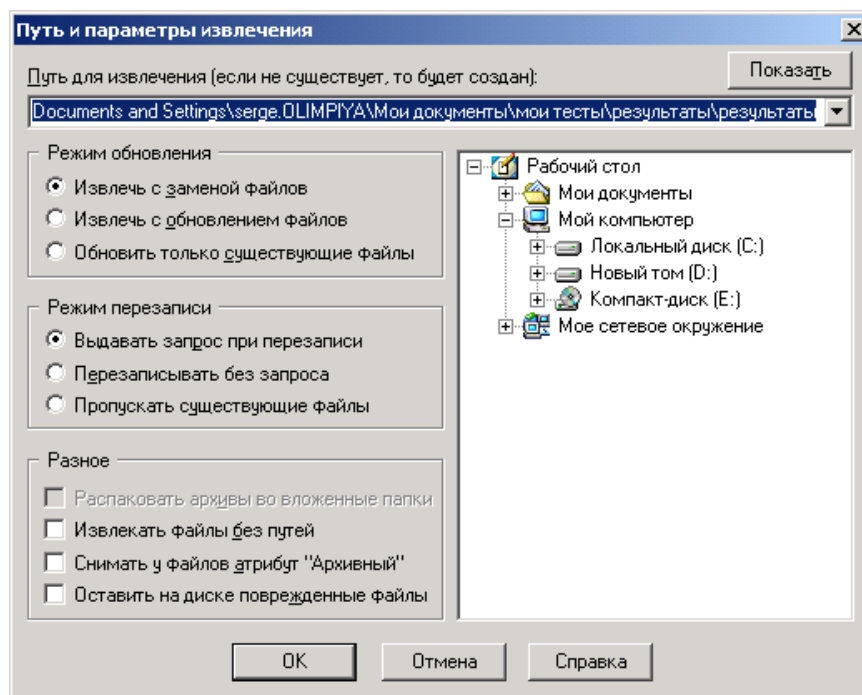 Путь и параметры извлечения
Путь для извлечения (если не существует, то будет создан):
Показать
Documents and Settings\serge.OLIMPIYA\Мои документы\мои тесты\результаты\результаты
Режим обновления
Извлечь с заменой файлов
Извлечь с обновлением файлов
Обновить только существующие файлы
Режим перезаписи
Выдавать запрос при перезаписи
Перезаписывать без запроса
Пропускать существующие файлы
Разное
Распаковать архивы во вложенные папки
Извлекать файлы без путей
Снимать у файлов атрибут "Архивный"
Оставить на диске поврежденные файлы
Рабочий стол
Мои документы
Мой компьютер
Локальный диск (C:)
Новый том (D:)
Компакт-диск (E:)
Мое сетевое окружение
OK
Отмена
Справка